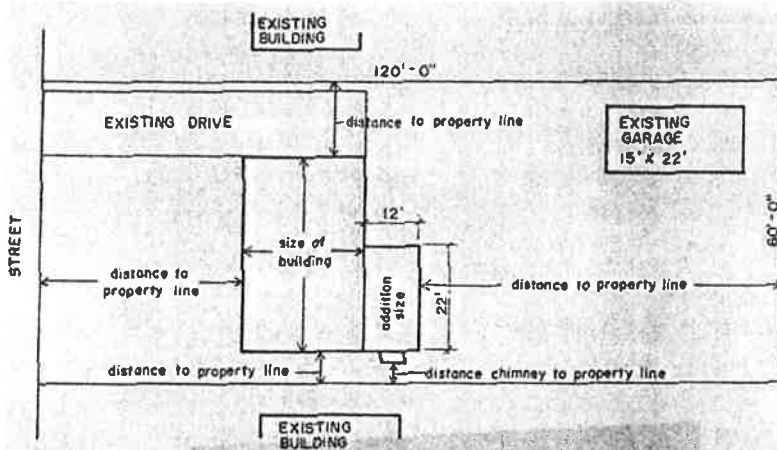 EXISTING
BUILDING
120'-0"
EXISTING DRIVE
distance to property line
EXISTING
GARAGE
15' X 22'
STREET
12'
60'-0"
size of
building
distance to
property line
addition
size
22'
distance to property line
distance to property line
distance chimney to property line
EXISTING
BUILDING